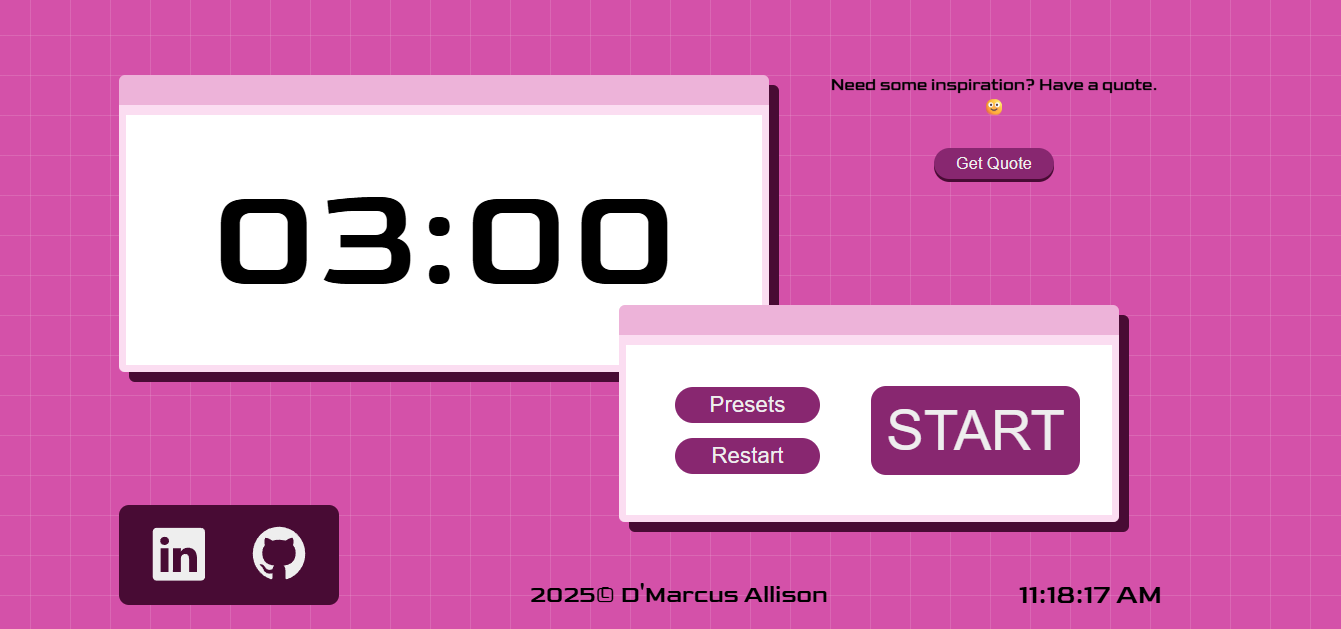 Need some inspiration? Have a quote.
🙂
Get Quote
03:00
Presets
Restart
START
in
2025© D'Marcus Allison
11:18:17 AM